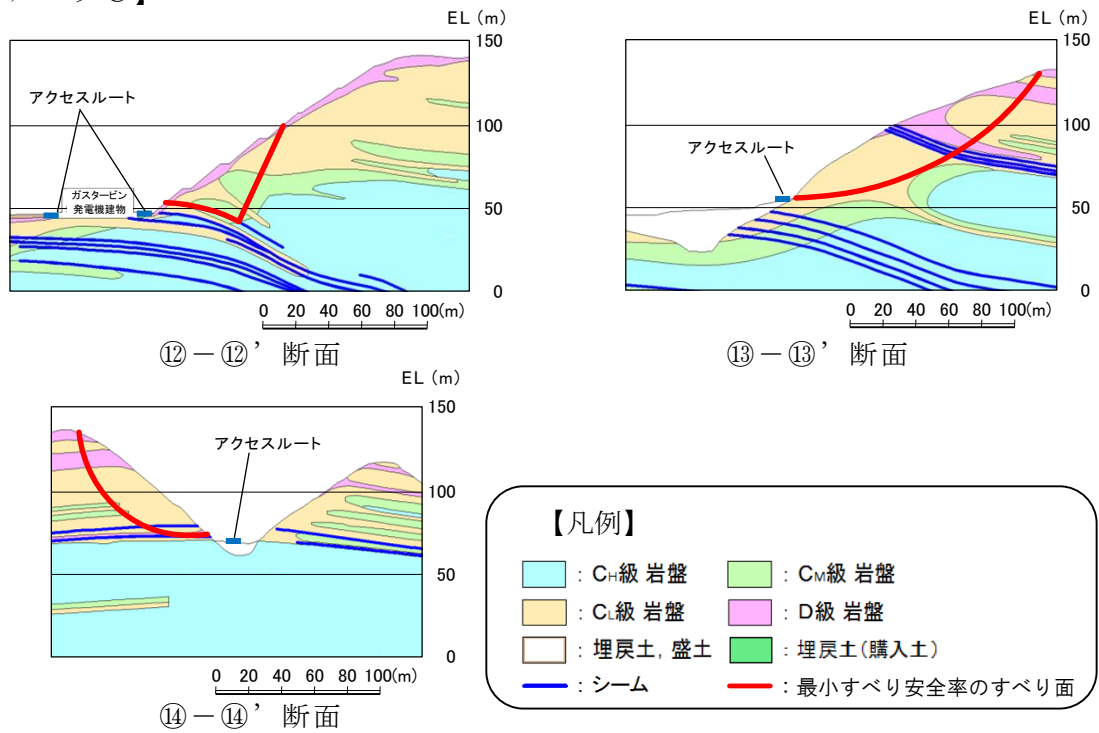 EL (m)
150
アクセスルート
ガスタービン
発電機建物
100
50
0
0 20 40 60 80 100(m)
⑫－⑫’ 断面
EL (m)
150
アクセスルート
100
50
0
0 20 40 60 80 100(m)
⑬－⑬’ 断面
EL (m)
150
アクセスルート
100
50
0
0 20 40 60 80 100(m)
⑭－⑭’ 断面
【凡例】
：CH級 岩盤 ：CM級 岩盤
：CL級 岩盤 ：D級 岩盤
：埋戻土，盛土 ：埋戻土(購入土)
：シーム ：最小すべり安全率のすべり面